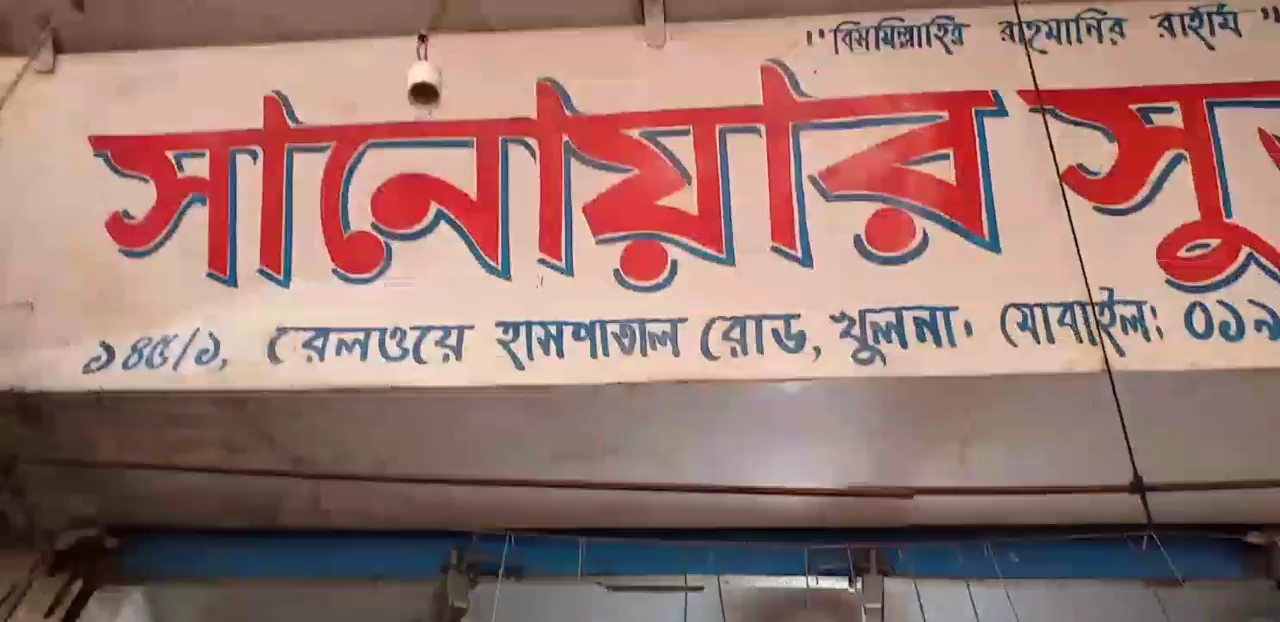 "বিসমিল্লাহির রাহমানির রাহীম"
সানোয়ার সু
১৪৫/১, রেলওয়ে হাসপাতাল রোড, খুলনা। মোবাইল: ০১৯